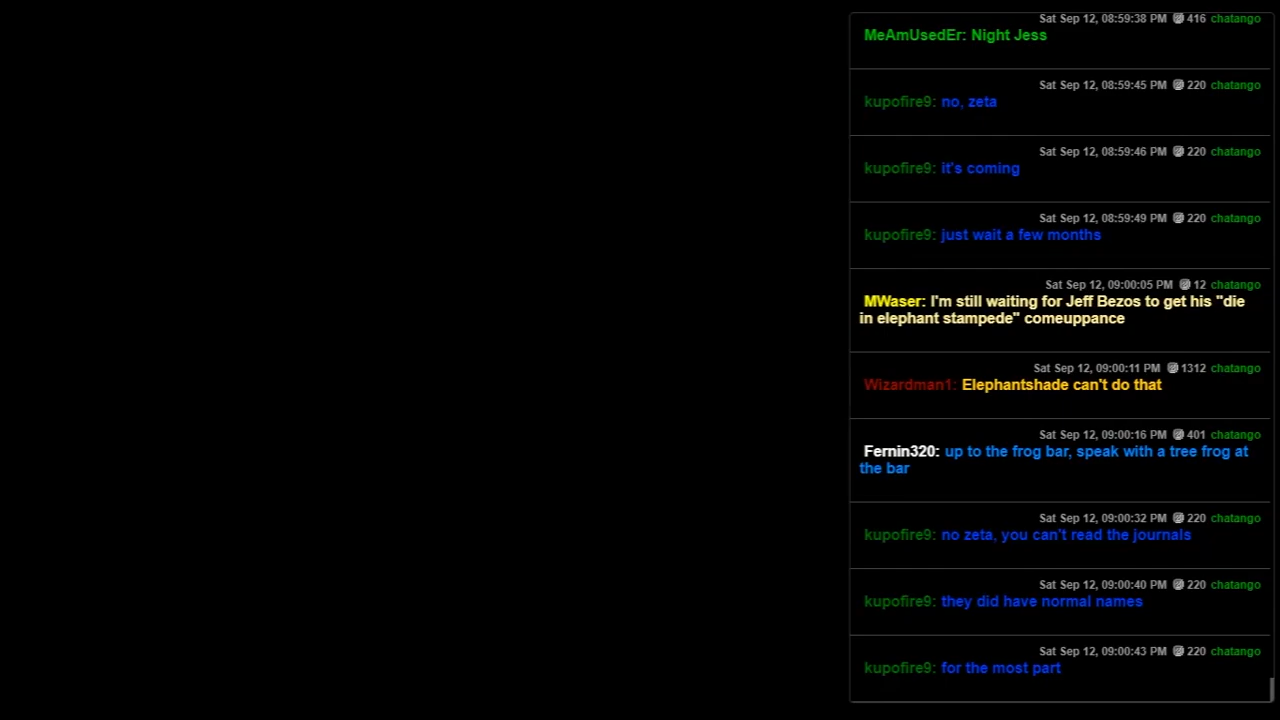 Sat Sep 12, 08:59:38 PM 416 chatango
MeAmUsedEr: Night Jess
Sat Sep 12, 08:59:45 PM 220 chatango
kupofire9: no, zeta
Sat Sep 12, 08:59:46 PM 220 chatango
kupofire9: it's coming
Sat Sep 12, 08:59:49 PM 220 chatango
kupofire9: just wait a few months
Sat Sep 12, 09:00:05 PM 12 chatango
MWaser: I'm still waiting for Jeff Bezos to get his "die
in elephant stampede" comeuppance
Sat Sep 12, 09:00:11 PM 1312 chatango
Wizardman1: Elephantshade can't do that
Sat Sep 12, 09:00:16 PM 401 chatango
Fernin320: up to the frog bar, speak with a tree frog at
the bar
Sat Sep 12, 09:00:32 PM 220 chatango
kupofire9: no zeta, you can't read the journals
Sat Sep 12, 09:00:40 PM 220 chatango
kupofire9: they did have normal names
Sat Sep 12, 09:00:43 PM 220 chatango
kupofire9: for the most part